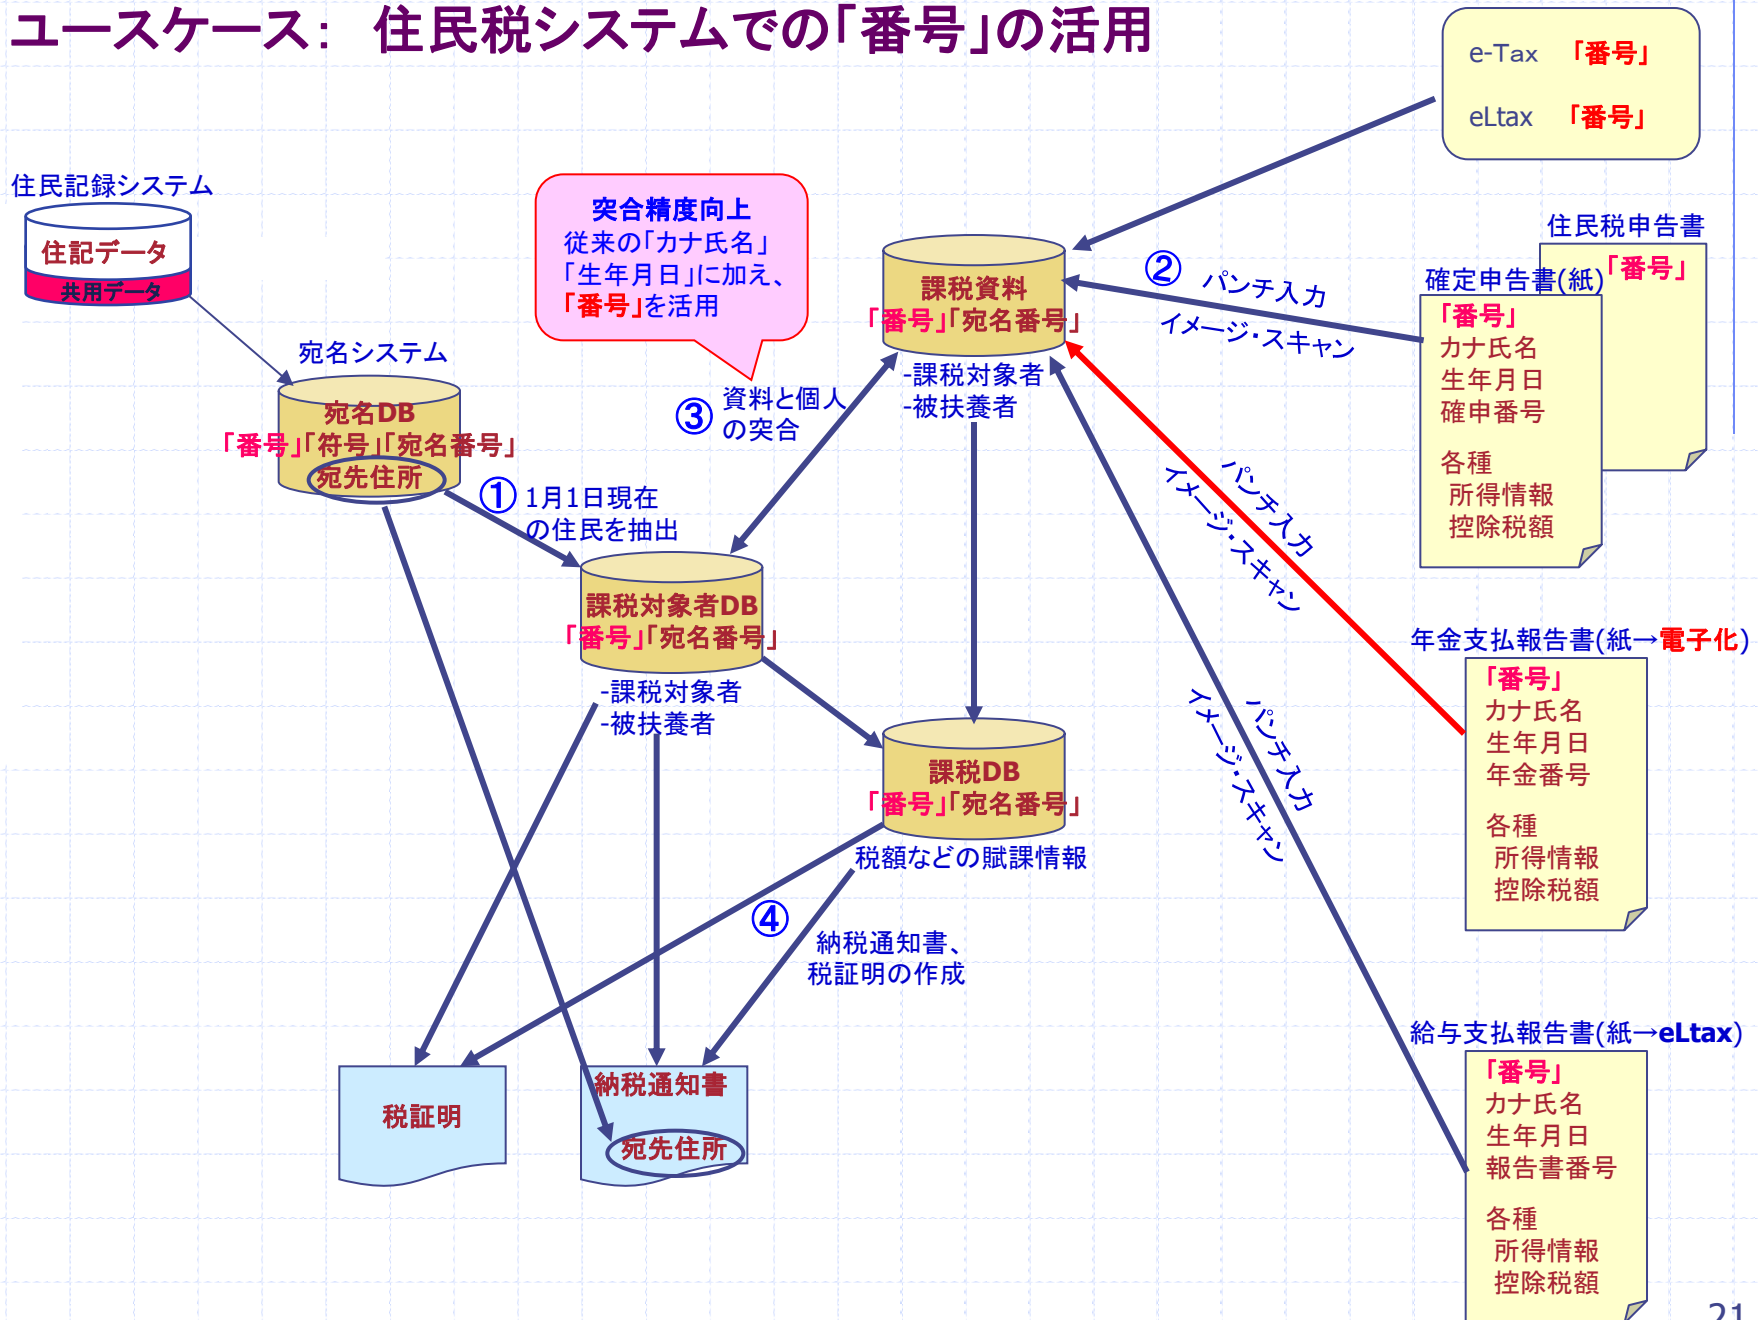 ユースケース： 住民税システムでの「番号」の活用
e-Tax 「番号」
eLtax 「番号」
住民記録システム
住記データ
共用データ
突合精度向上
従来の「カナ氏名」
「生年月日」に加え、
「番号」を活用
宛名システム
宛名DB
「番号」「符号」「宛名番号」
宛先住所
① 1月1日現在
の住民を抽出
課税資料
「番号」「宛名番号」
-課税対象者
-被扶養者
② パンチ入力
イメージ・スキャン
③ 資料と個人
の突合
住民税申告書
「番号」
確定申告書(紙)
「番号」
カナ氏名
生年月日
確申番号
各種
所得情報
控除税額
パンチ入力
イメージ・スキャン
課税対象者DB
「番号」「宛名番号」
-課税対象者
-被扶養者
年金支払報告書(紙→電子化)
「番号」
カナ氏名
生年月日
年金番号
各種
所得情報
控除税額
パンチ入力
イメージ・スキャン
課税DB
「番号」「宛名番号」
税額などの賦課情報
④
納税通知書、
税証明の作成
税証明
納税通知書
宛先住所
給与支払報告書(紙→eLtax)
「番号」
カナ氏名
生年月日
報告書番号
各種
所得情報
控除税額
21